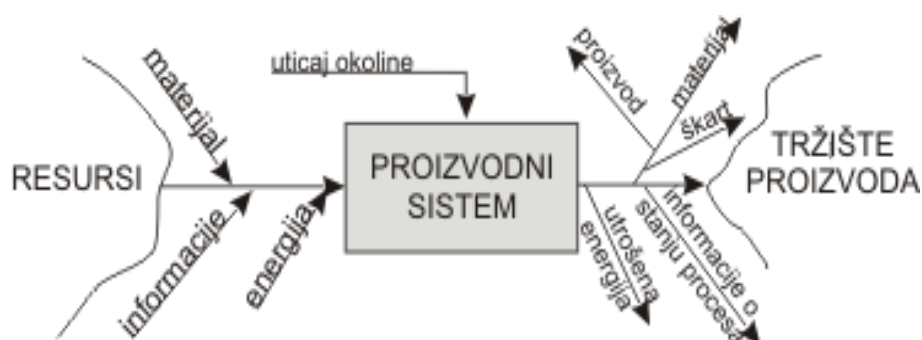 materijal
uticaj okoline
proizvod
materijal
škart
RESURSI
PROIZVODNI
SISTEM
TRŽIŠTE
PROIZVODA
informacije
energija
utrošena
energija
informacije o
stanju procesa